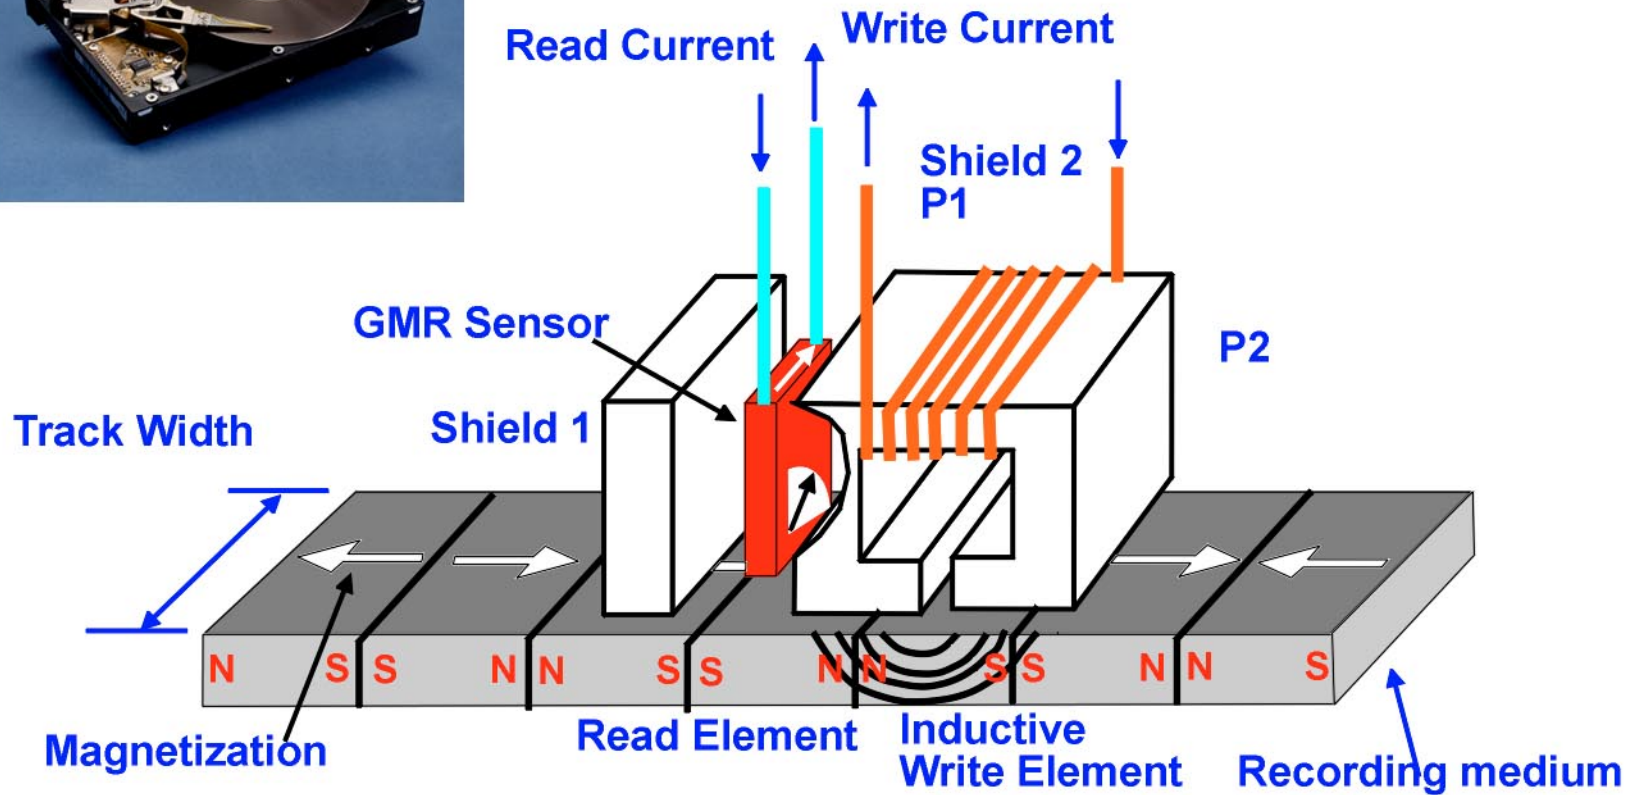 Read Current
Write Current
Shield 2
P1
GMR Sensor
P2
Track Width
Shield 1
N S S N N S S N N S S N N S
Magnetization
Read Element
Inductive
Write Element
Recording medium